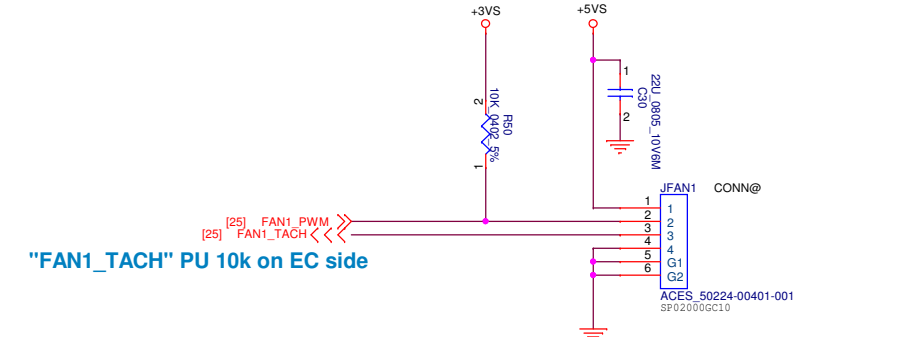 +3VS
+5VS
2
10K_0402_5%
R50
1
1
22U_0805_10V6M
C30
2
JFAN1
CONN@
1
1
2
2
3
3
4
4
5
G1
6
G2
[25] FAN1_PWM
[25] FAN1_TACH
"FAN1_TACH" PU 10k on EC side
ACES_50224-00401-001
SP02000GC10